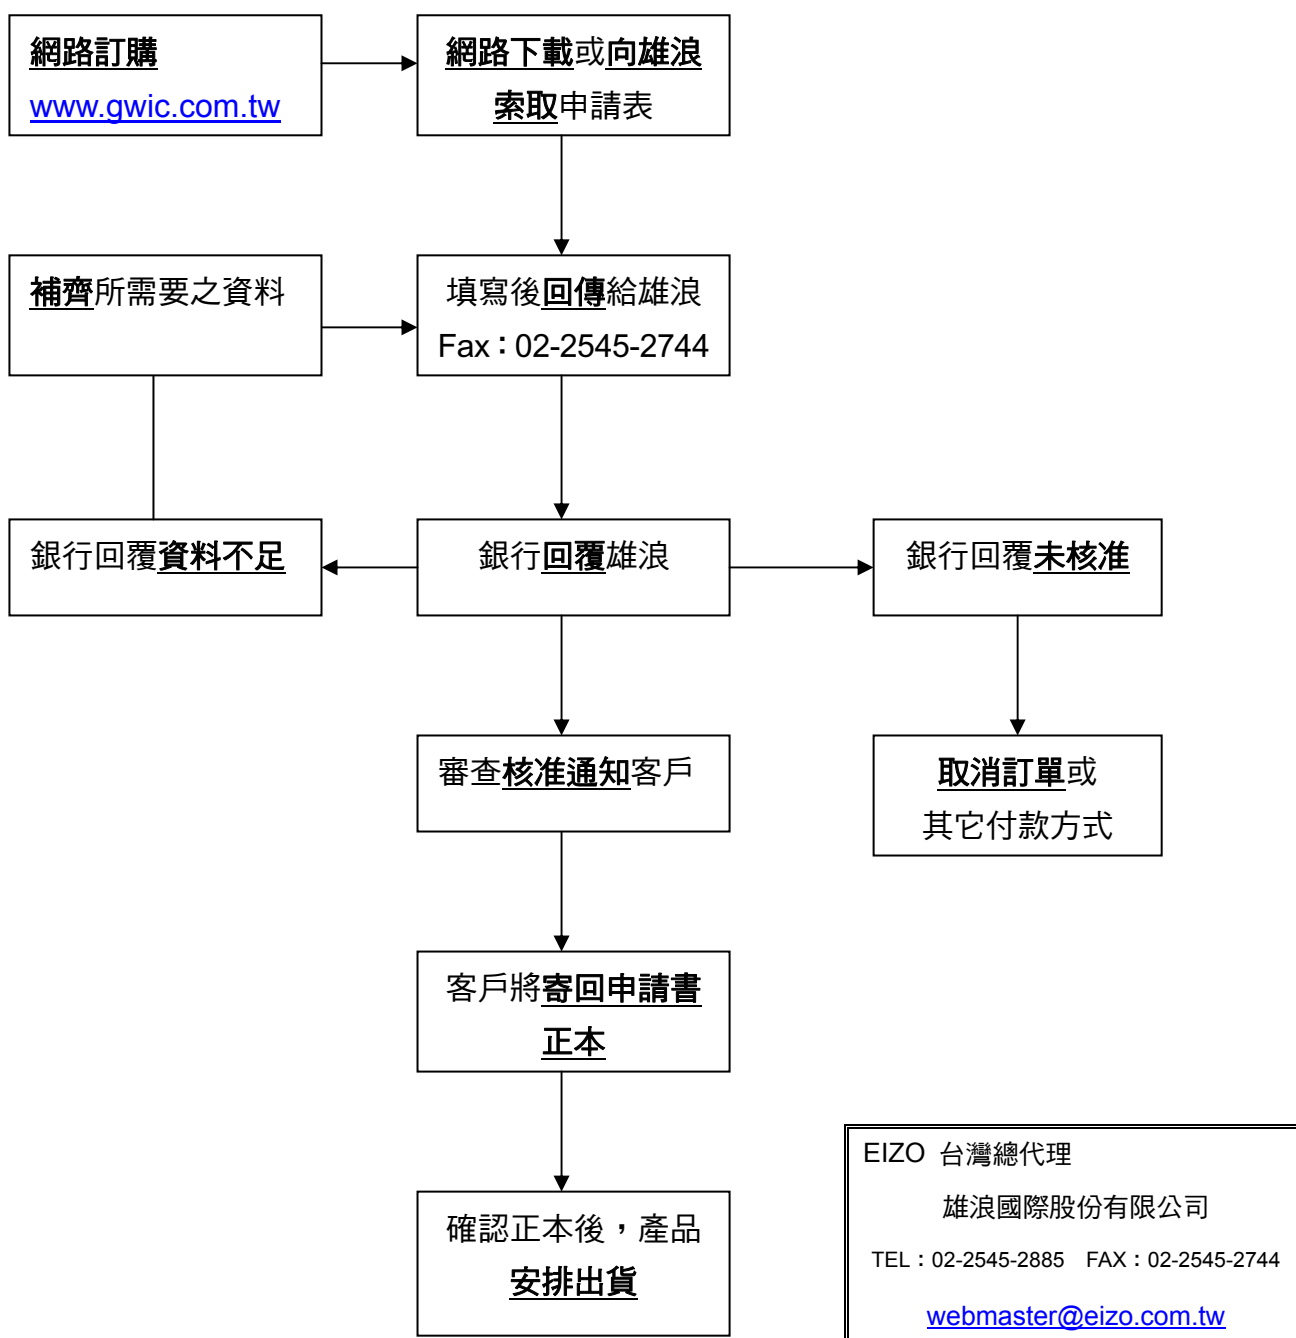 網路訂購
www.gwic.com.tw
網路下載或向雄浪
索取申請表
補齊所需要之資料
填寫後回傳給雄浪
Fax：02-2545-2744
銀行回覆資料不足
銀行回覆雄浪
銀行回覆未核准
審查核准通知客戶
取消訂單或
其它付款方式
客戶將寄回申請書
正本
確認正本後，產品
安排出貨
EIZO 台灣總代理
雄浪國際股份有限公司
TEL：02-2545-2885 FAX：02-2545-2744
webmaster@eizo.com.tw